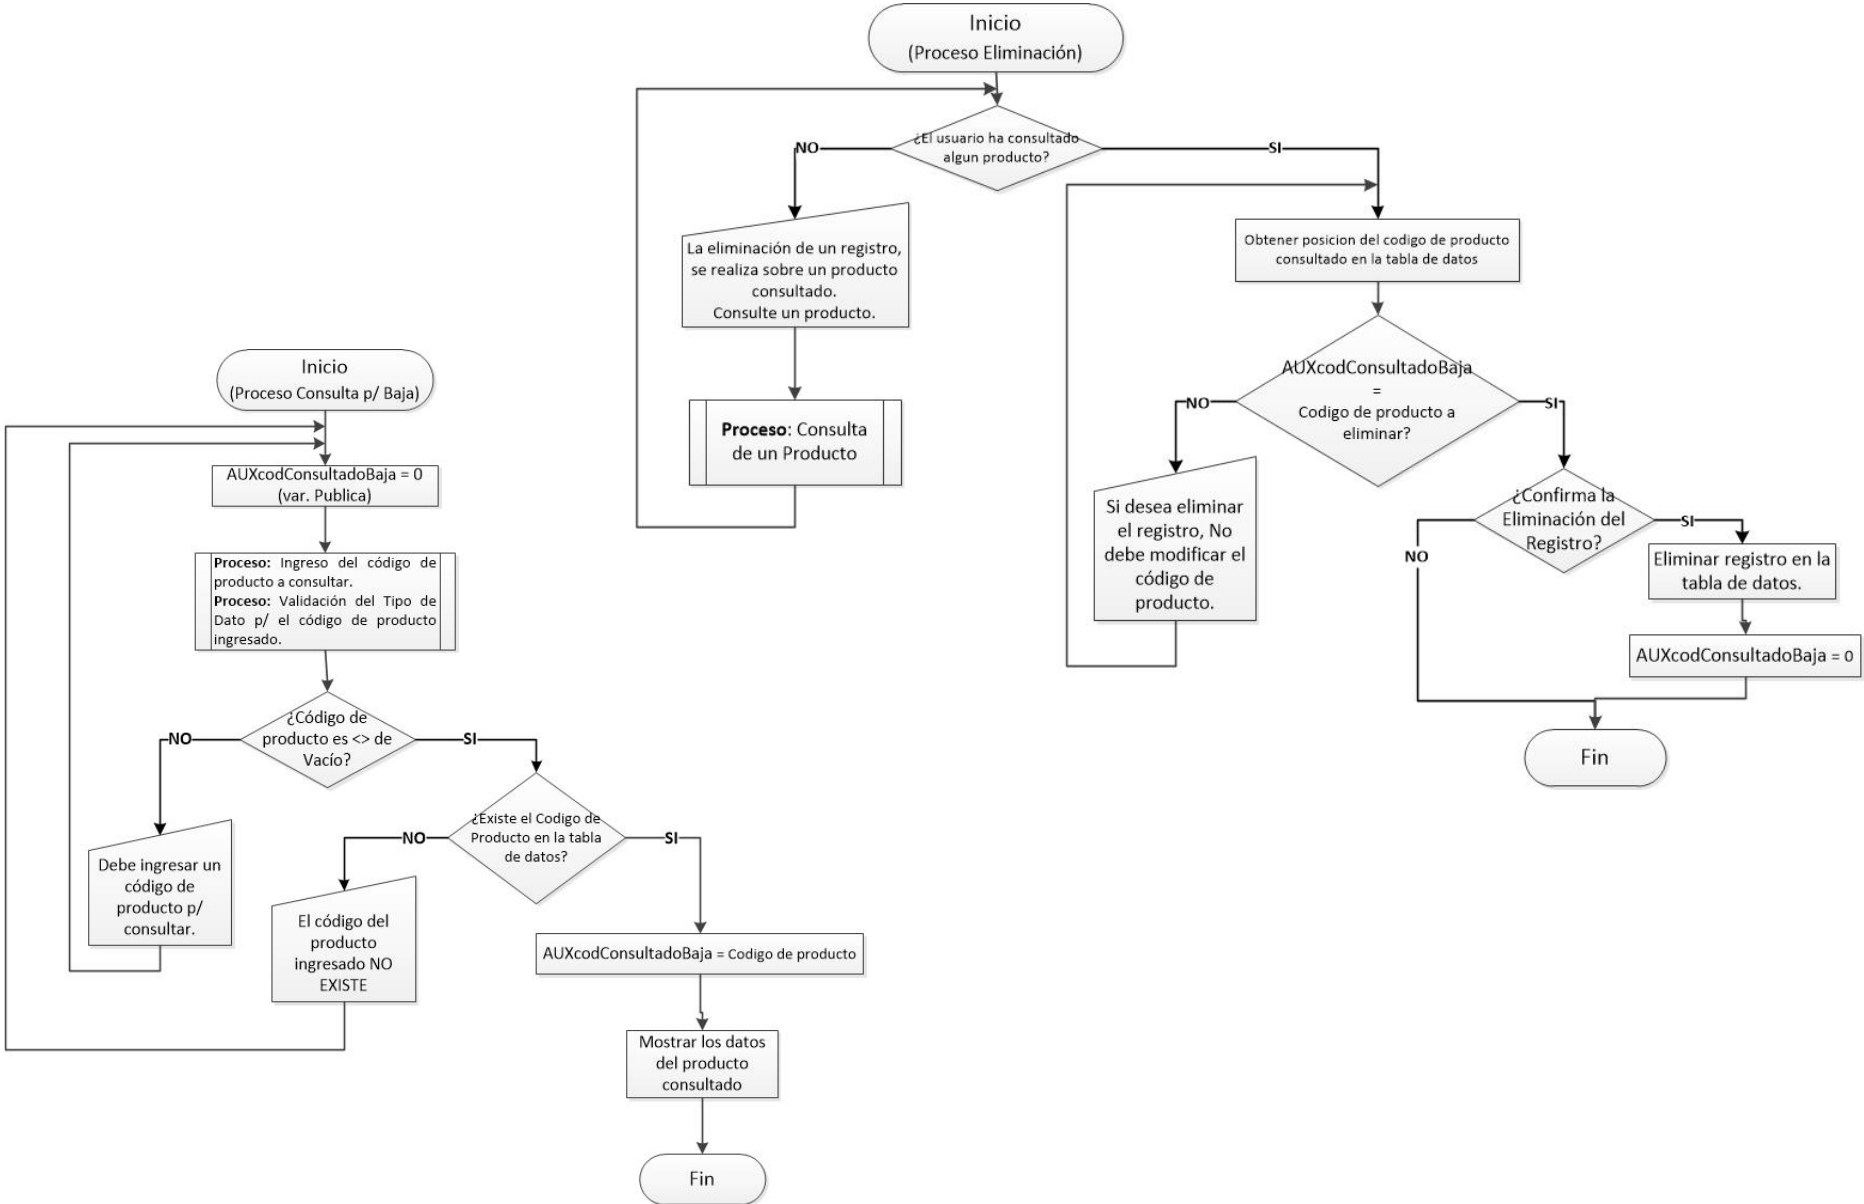 Inicio
(Proceso Eliminación)
¿El usuario ha consultado
algun producto?
NO
SI
La eliminación de un registro,
se realiza sobre un producto
consultado.
Consulte un producto.
Proceso: Consulta
de un Producto
Obtener posicion del codigo de producto
consultado en la tabla de datos
AUXcodConsultadoBaja
=
Codigo de producto a
eliminar?
NO
SI
Si desea eliminar
el registro, No
debe modificar el
código de
producto.
¿Confirma la
Eliminación del
Registro?
NO
SI
Eliminar registro en la
tabla de datos.
AUXcodConsultadoBaja = 0
Fin
Inicio
(Proceso Consulta p/ Baja)
AUXcodConsultadoBaja = 0
(var. Publica)
Proceso: Ingreso del código de
producto a consultar.
Proceso: Validación del Tipo de
Dato p/ el código de producto
ingresado.
¿Código de
producto es <> de
Vacío?
NO
SI
Debe ingresar un
código de
producto p/
consultar.
¿Existe el Codigo de
Producto en la tabla
de datos?
NO
SI
El código del
producto
ingresado NO
EXISTE
AUXcodConsultadoBaja = Codigo de producto
Mostrar los datos
del producto
consultado
Fin